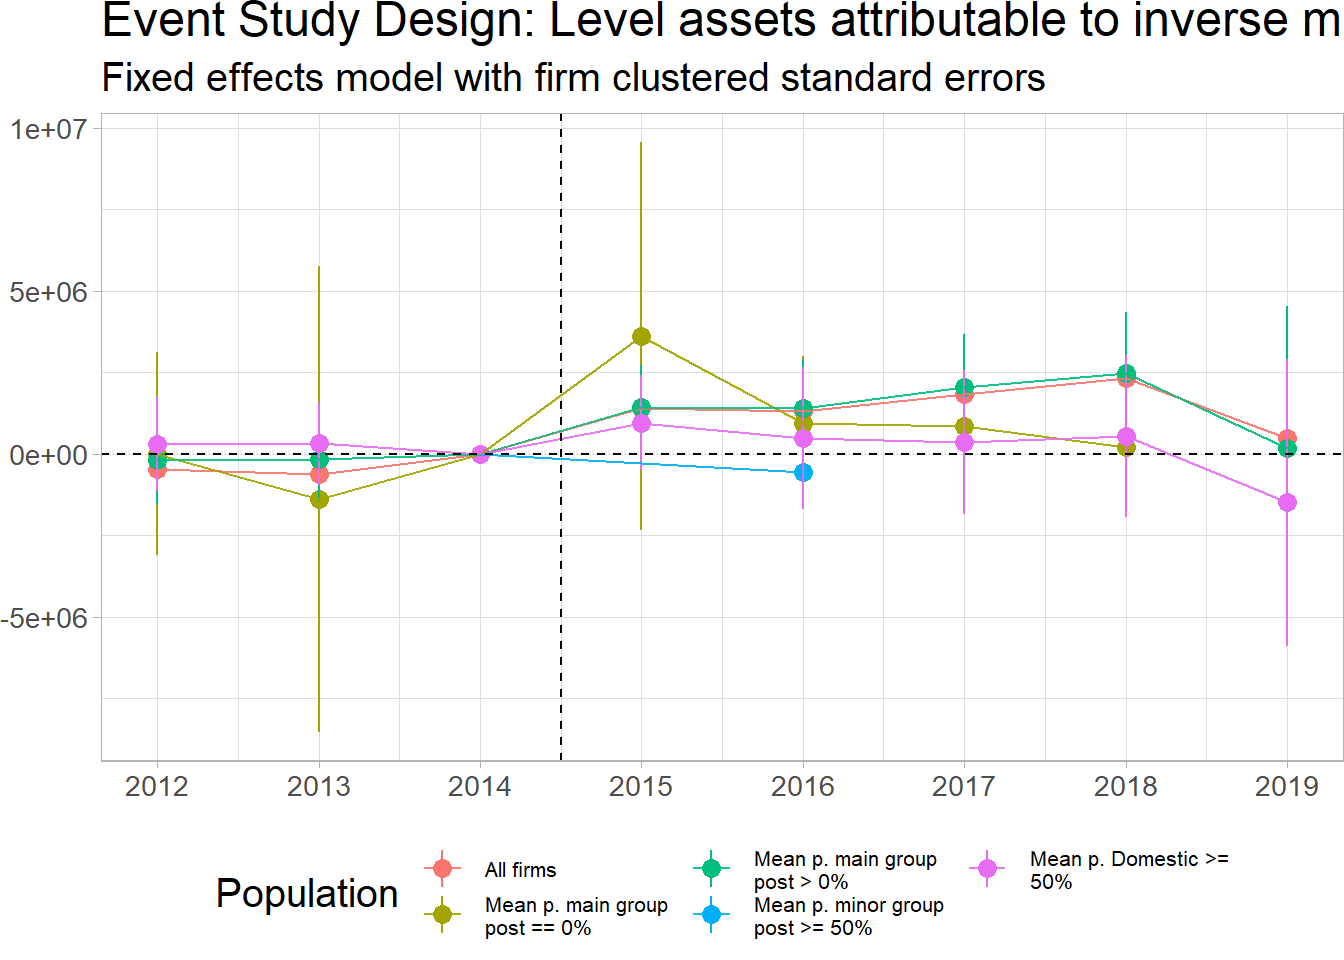 Event Study Design: Level assets attributable to inverse m
Fixed effects model with firm clustered standard errors
1e+07
5e+06
0e+00
-5e+06
2012 2013 2014 2015 2016 2017 2018 2019
Population
All firms
Mean p. main group
post == 0%
Mean p. main group
post > 0%
Mean p. minor group
post >= 50%
Mean p. Domestic >=
50%